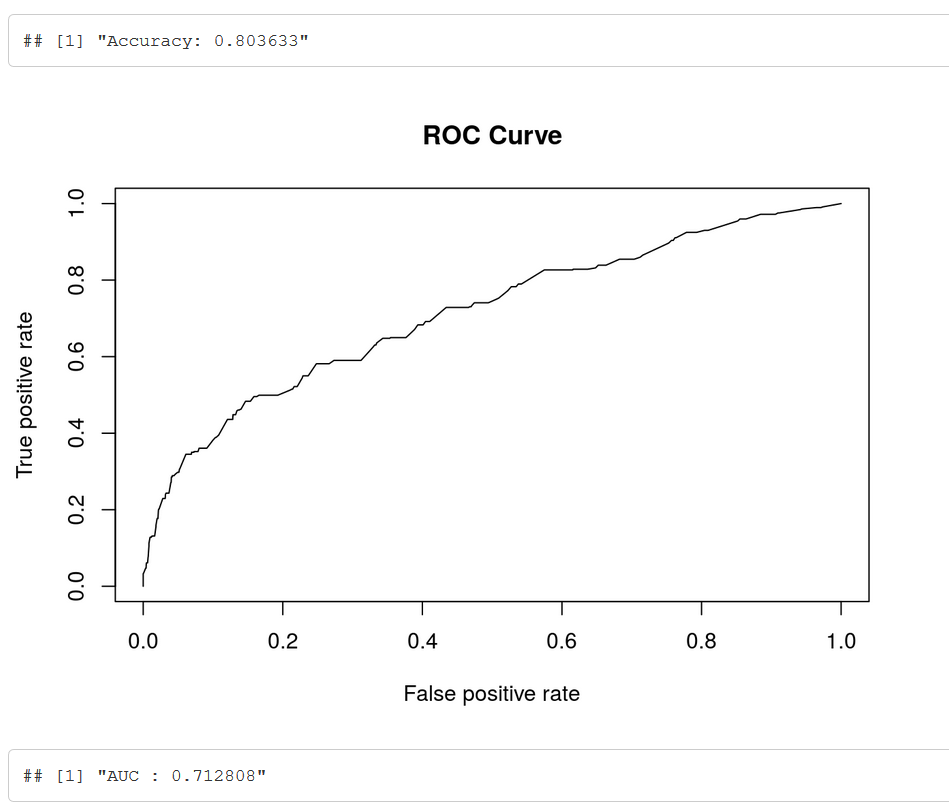 ## [1] "Accuracy: 0.803633"
ROC Curve
True positive rate
1.0
0.8
0.6
0.4
0.2
0.0
0.0 0.2 0.4 0.6 0.8 1.0
False positive rate
## [1] "AUC : 0.712808"